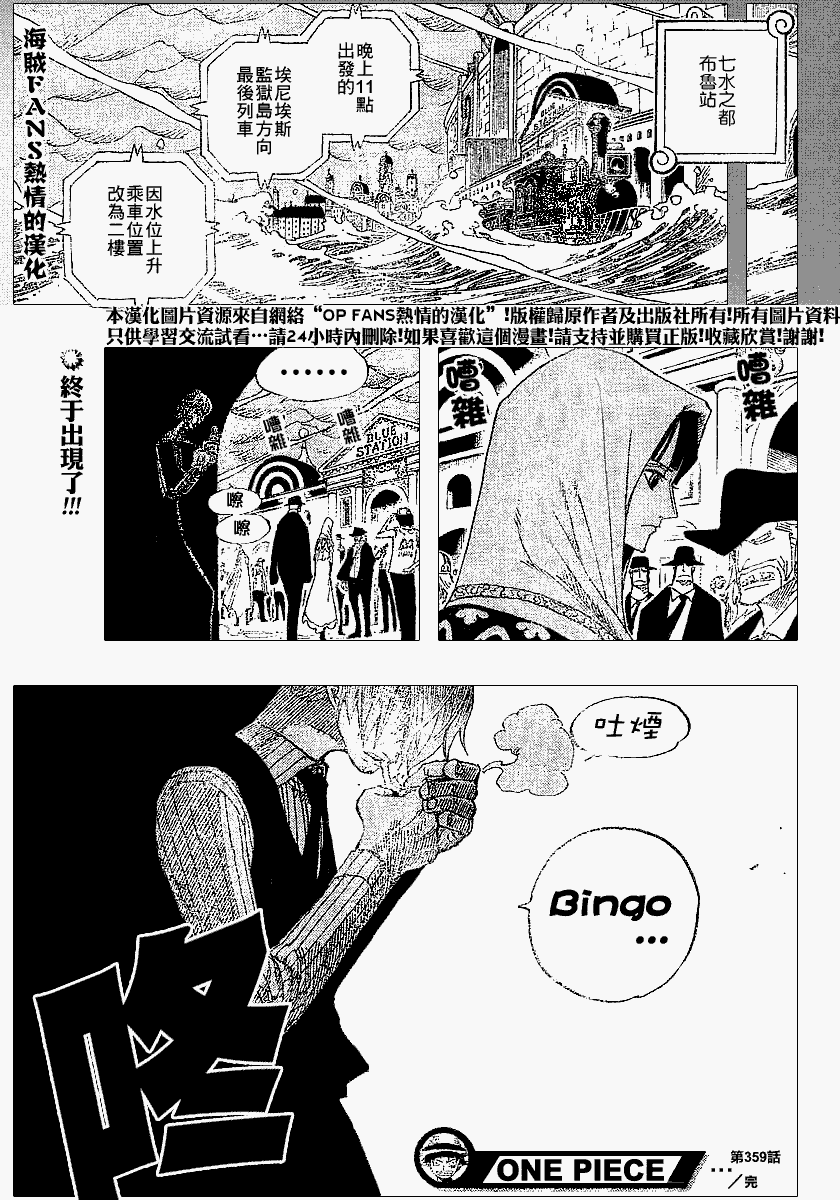 七水之都
布魯站
晚上11點
出發的
埃尼埃斯
監獄島方向
最後列車
因水位上升
乘車位置
改為二樓
海賊FANS熱情的漢化
本漢化圖片資源來自網絡“OP FANS熱情的漢化”!版權歸原作者及出版社所有!所有圖片資料
只供學習交流試看…請24小時內刪除!如果喜歡這個漫畫!請支持並購買正版!收藏欣賞!謝謝!
嘈雜
嘈雜
……
嘈雜
嘈雜
BLUE
STATION
嚓
嚓
終于出現了!!!
吐煙
Bingo
…
咚
ONE PIECE
…
第359話
／完